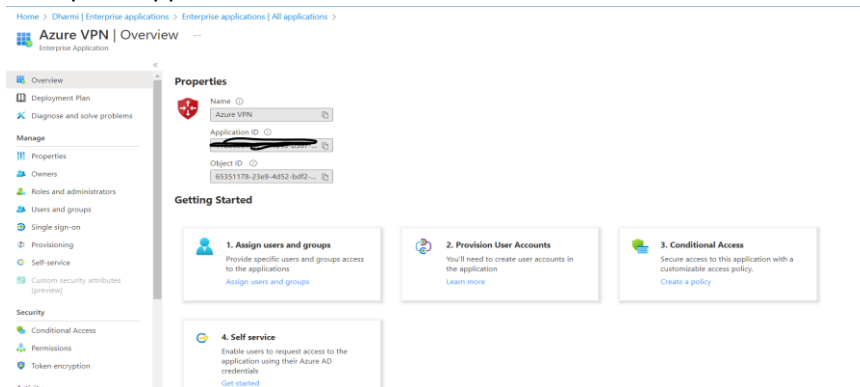 Home > Dharmi | Enterprise applications > Enterprise applications | All applications >
Azure VPN | Overview ...
Enterprise Application
«
Overview
Deployment Plan
Diagnose and solve problems
Manage
Properties
Owners
Roles and administrators
Users and groups
Single sign-on
Provisioning
Self-service
Custom security attributes
(preview)
Security
Conditional Access
Permissions
Token encryption
Properties
Name
Azure VPN
Application ID
Object ID
65351178-23e9-4d52-bdf2-...
Getting Started
1. Assign users and groups
Provide specific users and groups access
to the applications
Assign users and groups
2. Provision User Accounts
You'll need to create user accounts in
the application
Learn more
3. Conditional Access
Secure access to this application with a
customizable access policy.
Create a policy
4. Self service
Enable users to request access to the
application using their Azure AD
credentials
Get started